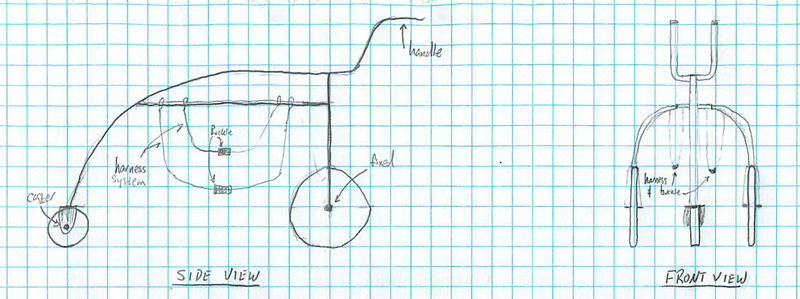 handle
Buckle
harness
system
fixed
caster
SIDE VIEW
harness
& buckle
FRONT VIEW